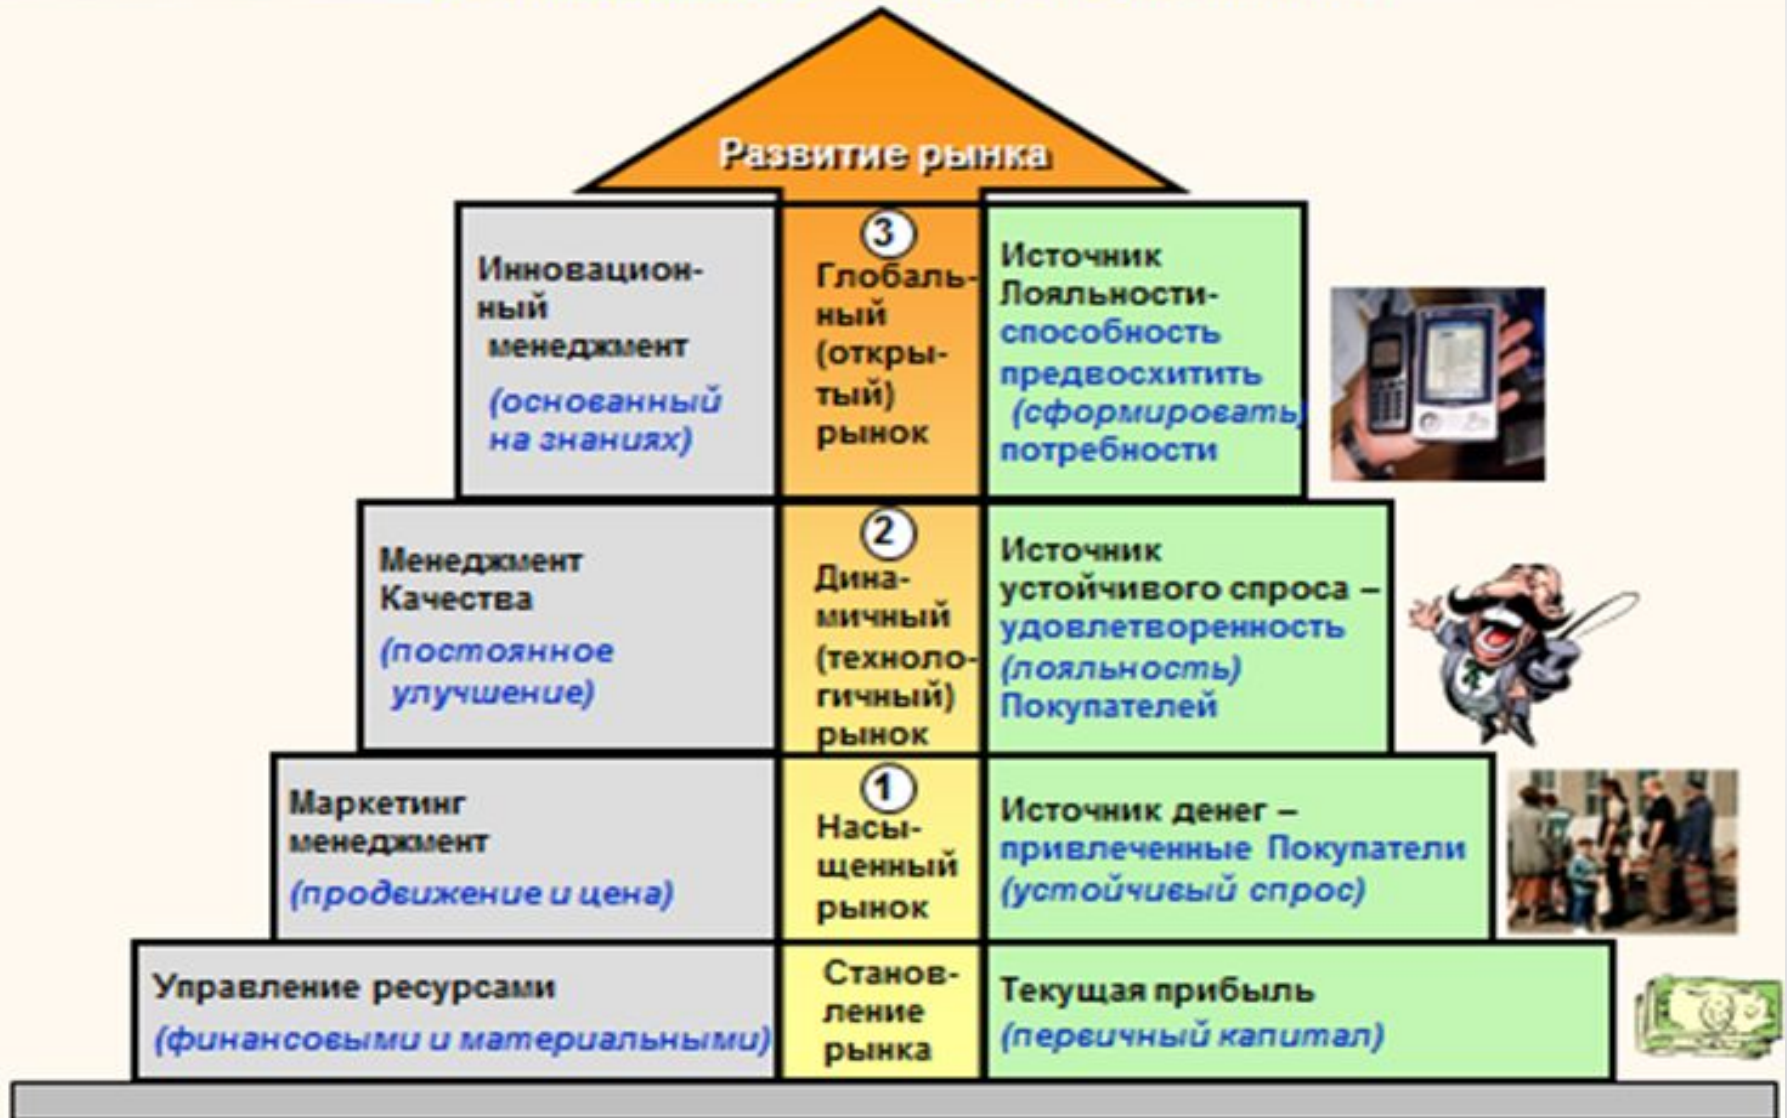 Развитие рынка
Инновацион-
ный
менеджмент
(основанный
на знаниях)
3
Глобаль-
ный
(откры-
тый)
рынок
Источник
Лояльности-
способность
предвосхитить
(сформировать)
потребности
Менеджмент
Качества
(постоянное
улучшение)
2
Дина-
мичный
(техноло-
гичный)
рынок
Источник
устойчивого спроса –
удовлетворенность
(лояльность)
Покупателей
Маркетинг
менеджмент
(продвижение и цена)
1
Насы-
щенный
рынок
Источник денег –
привлеченные Покупатели
(устойчивый спрос)
Управление ресурсами
(финансовыми и материальными)
Станов-
ление
рынка
Текущая прибыль
(первичный капитал)